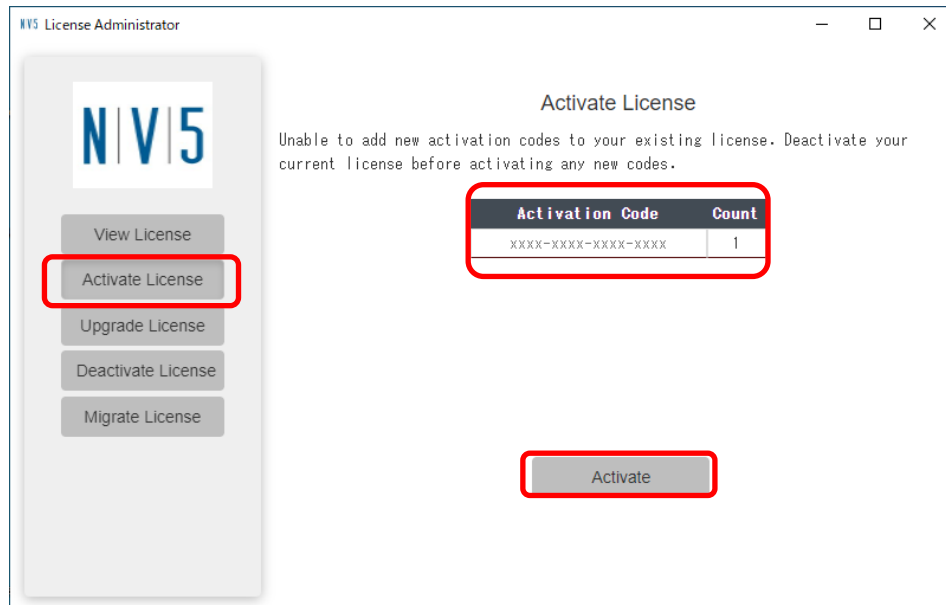 NV5 License Administrator
N|V|5
View License
Activate License
Upgrade License
Deactivate License
Migrate License
Activate License
Unable to add new activation codes to your existing license. Deactivate your
current license before activating any new codes.
Activation Code Count
xxxx-xxxx-xxxx-xxxx 1
Activate